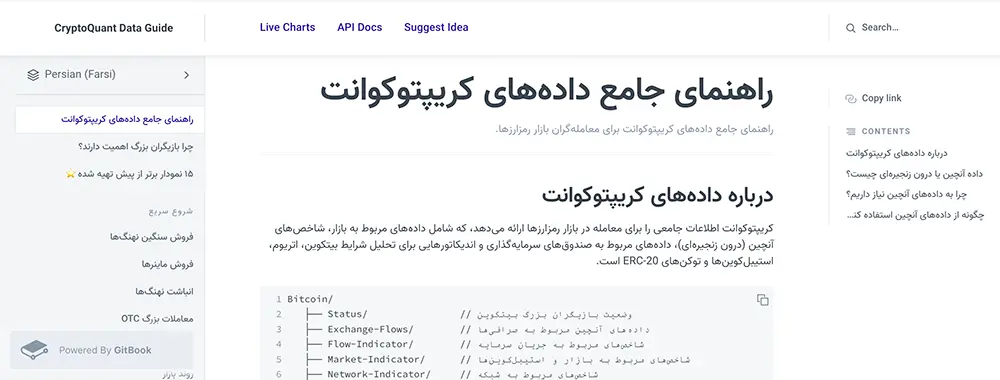 CryptoQuant Data Guide
Live Charts
API Docs
Suggest Idea
Search...
Persian (Farsi)
راهنمای جامع داده‌های کریپتوکوانت
چرا بازیگران بزرگ اهمیت دارند؟
۱۵ نمودار برتر از پیش تهیه شده ⭐
شروع سریع
فروش سنگین نهنگ‌ها
فروش ماینرها
انباشت نهنگ‌ها
معاملات بزرگ OTC
Powered By GitBook
روند بازار
راهنمای جامع داده‌های کریپتوکوانت
راهنمای جامع داده‌های کریپتوکوانت برای معامله‌گران بازار رمزارزها.
درباره داده‌های کریپتوکوانت
کریپتوکوانت اطلاعات جامعی را برای معامله در بازار رمزارزها ارائه می‌دهد، که شامل داده‌های مربوط به بازار، شاخص‌های
آنچین (درون زنجیره‌ای)، داده‌های مربوط به صندوق‌های سرمایه‌گذاری و اندیکاتورهایی برای تحلیل شرایط بیتکوین، اتریوم،
استیبل‌کوین‌ها و توکن‌های ERC-20 است.
1 Bitcoin/
2 ├── Status/ // وضعیت بازیگران بزرگ بیتکوین
3 ├── Exchange-Flows/ // داده‌های آنچین مربوط به صرافی‌ها
4 ├── Flow-Indicator/ // شاخص‌های مربوط به جریان سرمایه
5 ├── Market-Indicator/ // شاخص‌های مربوط به بازار و استیبل‌کوین‌ها
6 ├── Network-Indicator/ // شاخص‌های مربوط به شبکه
Copy link
CONTENTS
درباره داده‌های کریپتوکوانت
داده آنچین یا درون زنجیره‌ای چیست؟
چرا به داده‌های آنچین نیاز داریم؟
چگونه از داده‌های آنچین استفاده کنـ...